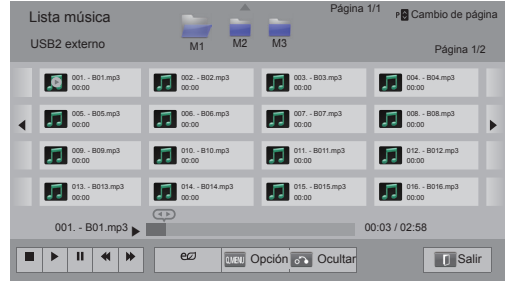 Lista música
Página 1/1
P Cambio de página
USB2 externo
M1
M2
M3
Página 1/2
001. - B01.mp3
00:00
002. - B02.mp3
00:00
003. - B03.mp3
00:00
004. - B04.mp3
00:00
005. - B05.mp3
00:00
006. - B06.mp3
00:00
007. - B07.mp3
00:00
008. - B08.mp3
00:00
009. - B09.mp3
00:00
010. - B10.mp3
00:00
011. - B011.mp3
00:00
012. - B012.mp3
00:00
013. - B013.mp3
00:00
014. - B014.mp3
00:00
015. - B015.mp3
00:00
016. - B016.mp3
00:00
001. - B01.mp3
00:03 / 02:58
Q.MENU Opción
Ocultar
Salir